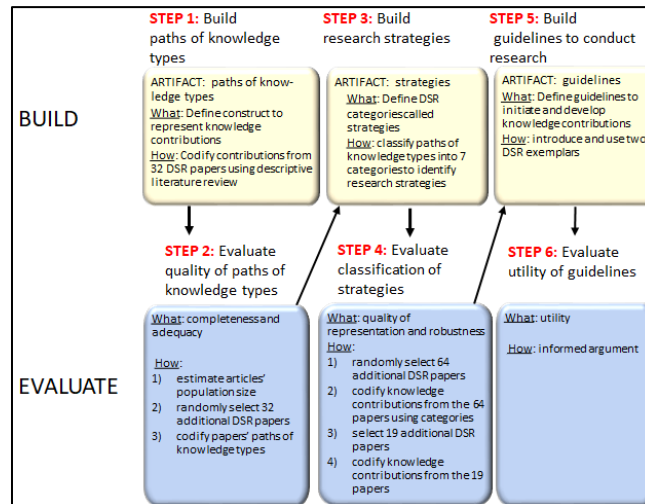 STEP 1: Build
paths of knowledge
types
STEP 3: Build
research strategies
STEP 5: Build
guidelines to conduct
research
BUILD
ARTIFACT: paths of know-
ledge types
What: Define construct to
represent knowledge
contributions
How: Codify contributions from
32 DSR papers using descriptive
literature review
ARTIFACT: strategies
What: Define DSR
categoriescalled
strategies
How: classify paths of
knowledge types into 7
categoriesto identify
research strategies
ARTIFACT: guidelines
What: Define guidelines to
initiate and develop
knowledge contributions
How: introduce and use two
DSR exemplars
STEP 2: Evaluate
quality of paths of
knowledge types
STEP 4: Evaluate
classification of
strategies
STEP 6: Evaluate
utility of guidelines
EVALUATE
What: completeness and
adequacy
How:
1) estimate articles'
population size
2) randomly select 32
additional DSR papers
3) codify papers' paths of
knowledge types
What: quality of
representation and robustness
How:
1) randomly select 64
additional DSR papers
2) codify knowledge
contributions from the 64
papers using categories
3) select 19 additional DSR
papers
4) codify knowledge
contributions from the 19
papers
What: utility
How: informed argument